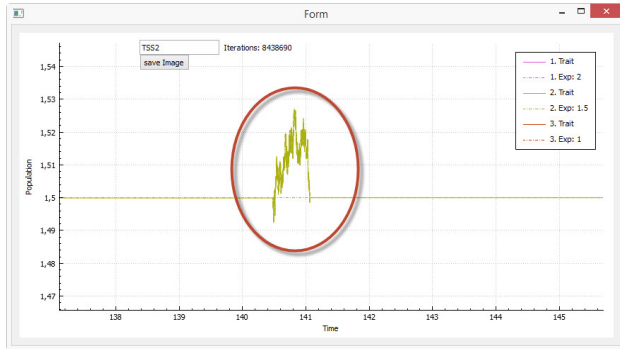 Form
TSS2
Iterations: 8438690
save Image
1. Trait
1. Exp: 2
2. Trait
2. Exp: 1.5
3. Trait
3. Exp: 1
1,54
1,53
1,52
1,51
1,5
1,49
1,48
1,47
Population
138 139 140 141 142 143 144 145
Time